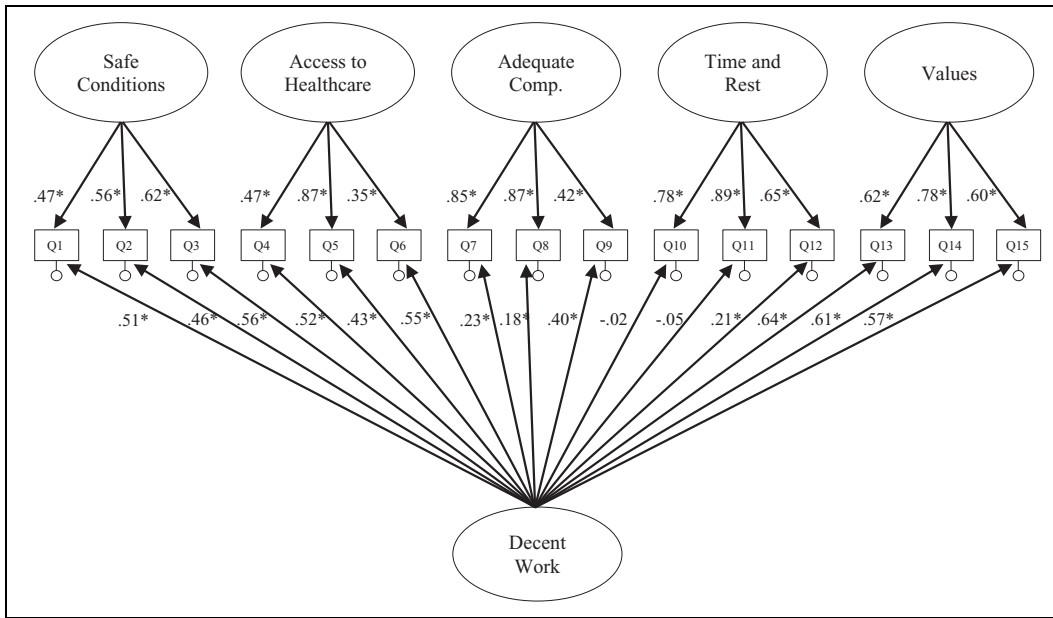 Safe
Conditions
Access to
Healthcare
Adequate
Comp.
Time and
Rest
Values
.47* .56* .62* .47* .87* .35* .85* .87* .42* .78* .89* .65* .62* .78* .60*
Q1 Q2 Q3 Q4 Q5 Q6 Q7 Q8 Q9 Q10 Q11 Q12 Q13 Q14 Q15
.51* .46* .56* .52* .43* .55* .23* .18* .40* -.02 -.05 .21* .64* .61* .57*
Decent
Work